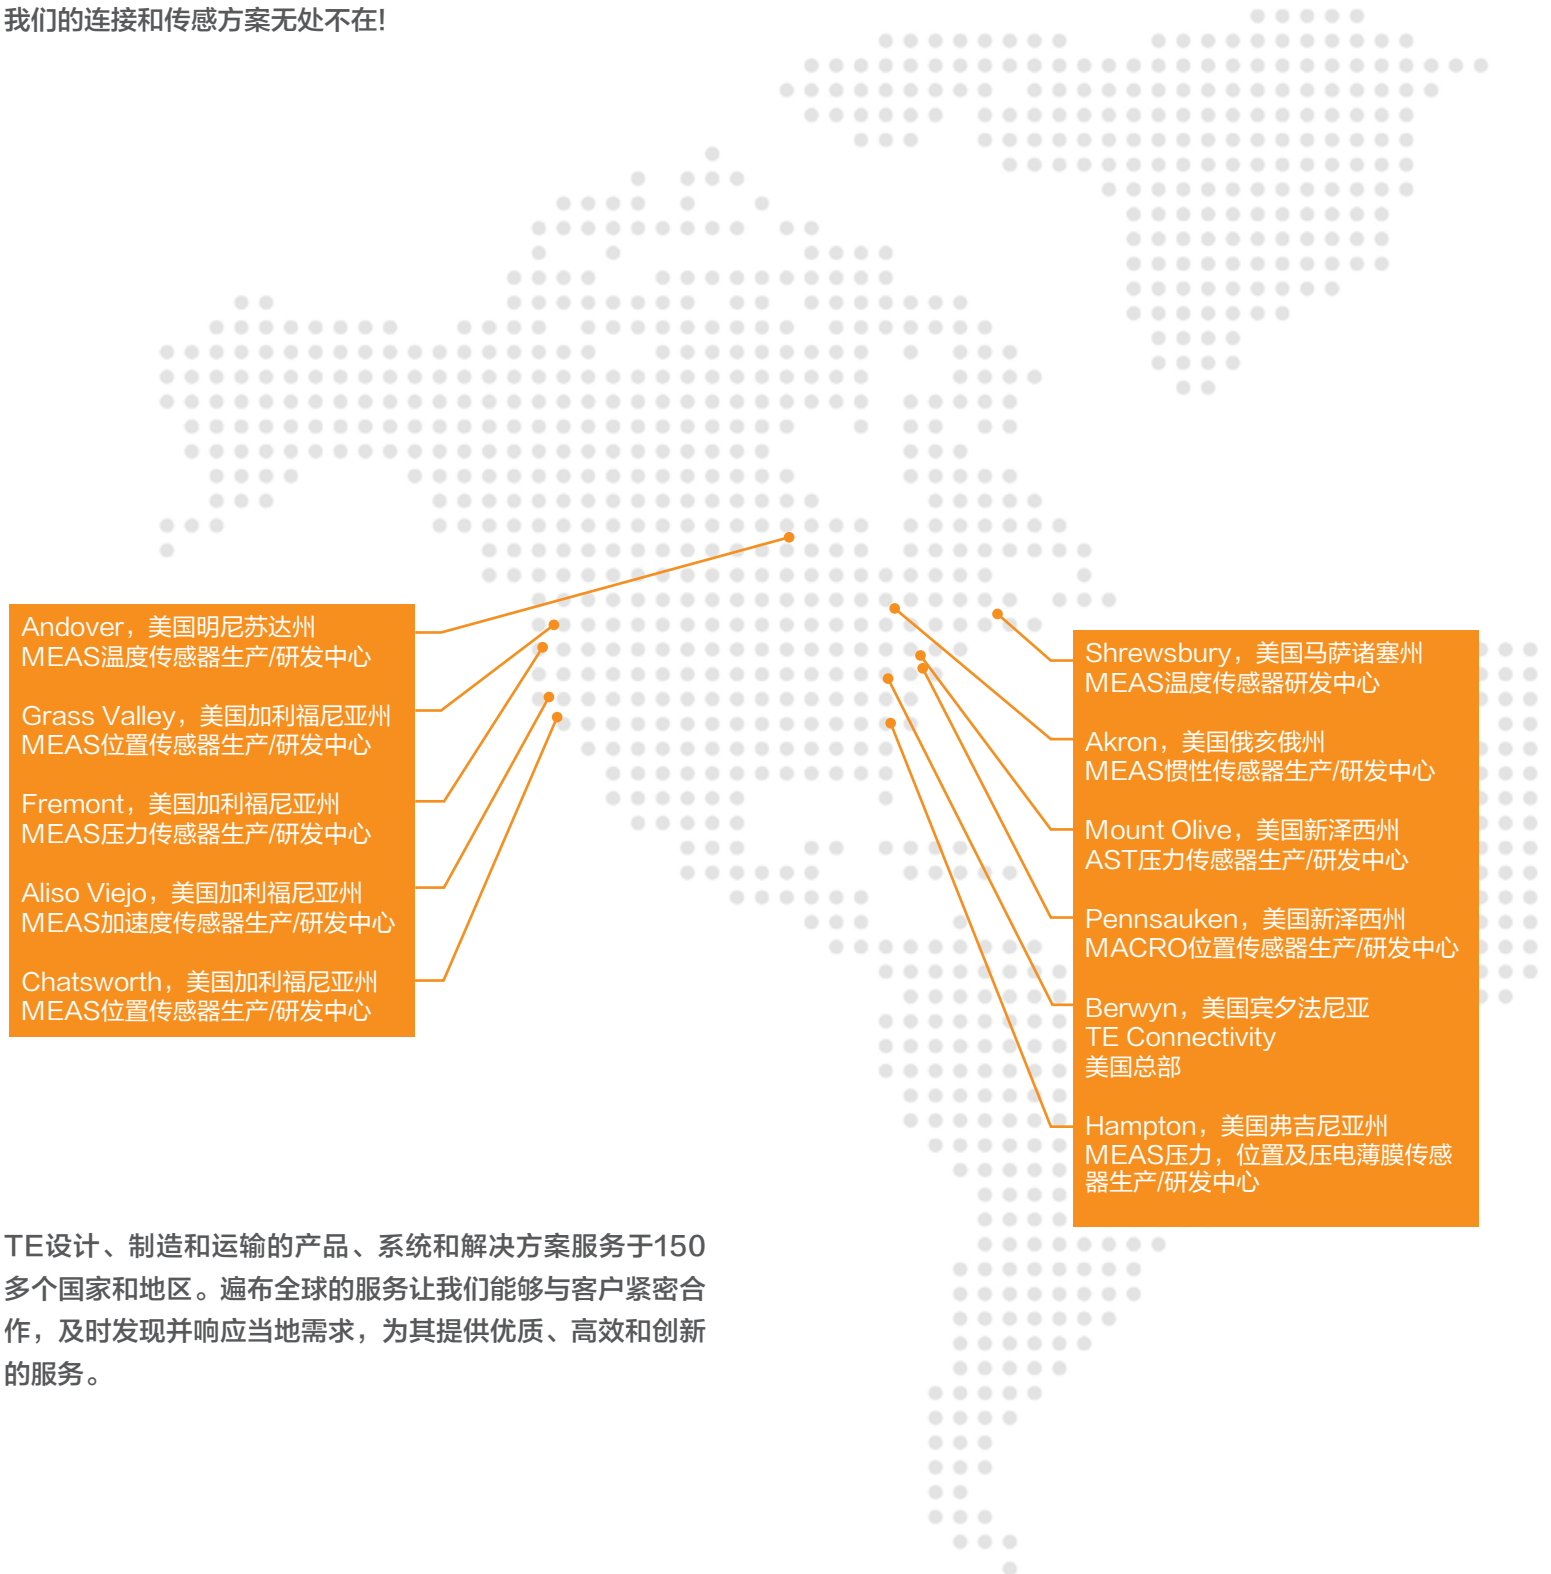 我们的连接和传感方案无处不在!
Andover，美国明尼苏达州
MEAS温度传感器生产/研发中心
Grass Valley，美国加利福尼亚州
MEAS位置传感器生产/研发中心
Fremont，美国加利福尼亚州
MEAS压力传感器生产/研发中心
Aliso Viejo，美国加利福尼亚州
MEAS加速度传感器生产/研发中心
Chatsworth，美国加利福尼亚州
MEAS位置传感器生产/研发中心
Shrewsbury，美国马萨诸塞州
MEAS温度传感器研发中心
Akron，美国俄亥俄州
MEAS惯性传感器生产/研发中心
Mount Olive，美国新泽西州
AST压力传感器生产/研发中心
Pennsauken，美国新泽西州
MACRO位置传感器生产/研发中心
Berwyn，美国宾夕法尼亚
TE Connectivity
美国总部
Hampton，美国弗吉尼亚州
MEAS压力，位置及压电薄膜传感
器生产/研发中心
TE设计、制造和运输的产品、系统和解决方案服务于150
多个国家和地区。遍布全球的服务让我们能够与客户紧密合
作，及时发现并响应当地需求，为其提供优质、高效和创新
的服务。